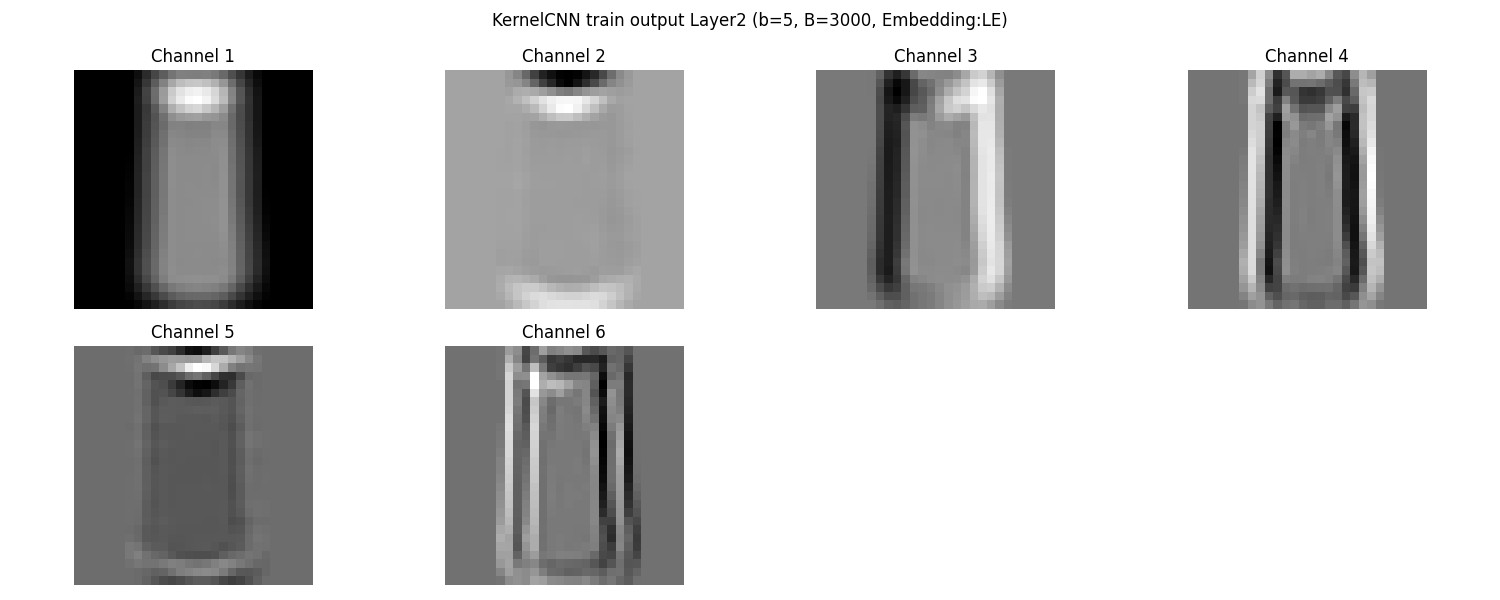 KernelCNN train output Layer2 (b=5, B=3000, Embedding:LE)
Channel 1
Channel 2
Channel 3
Channel 4
Channel 5
Channel 6